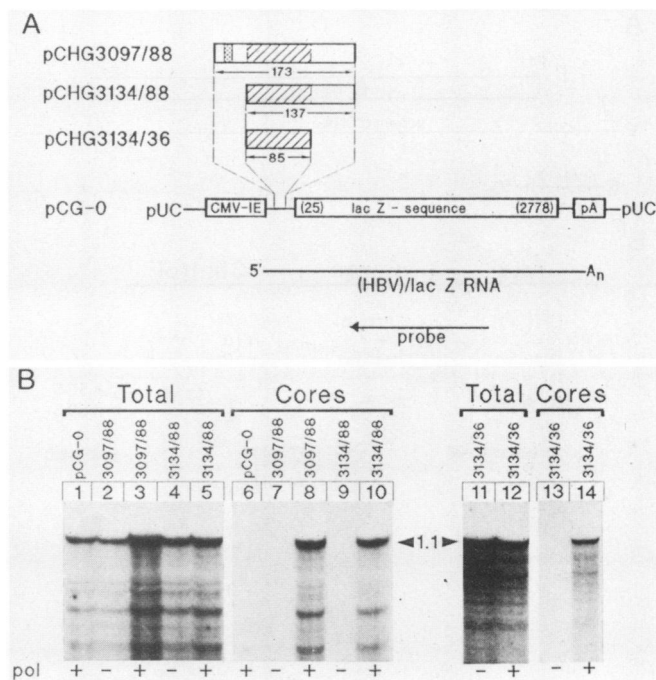 A
pCHG3097/88
173
pCHG3134/88
137
pCHG3134/36
85
pCG-0 pUC CMV-IE (25) lac Z - sequence (2778) pA pUC
5' An
(HBV)/lac Z RNA
probe
B
Total Cores Total Cores
pCG-0 3097/88 3097/88 3134/88 3134/88 pCG-0 3097/88 3097/88 3134/88 3134/88 3134/36 3134/36 3134/36 3134/36
1 2 3 4 5 6 7 8 9 10 11 12 13 14
1.1
pol + - + - + + - + - + - + - +